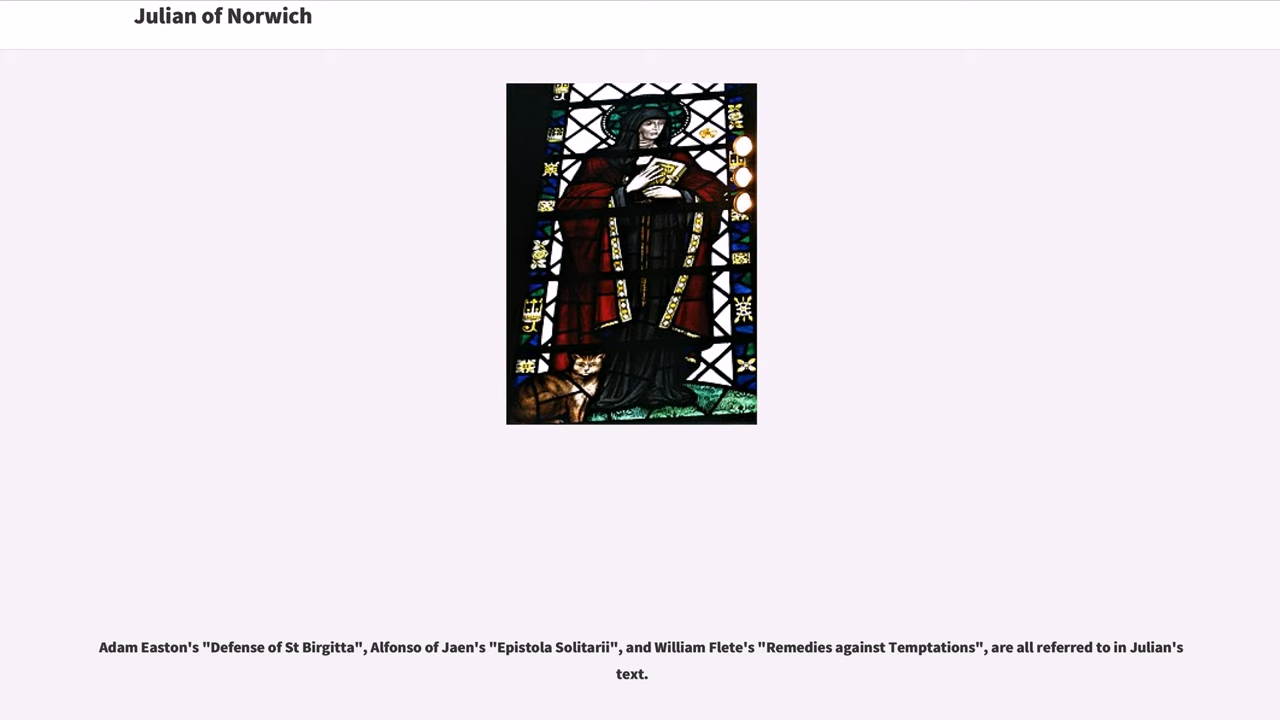 Julian of Norwich
Adam Easton's "Defense of St Birgitta", Alfonso of Jaen's "Epistola Solitarii", and William Flete's "Remedies against Temptations", are all referred to in Julian's
text.